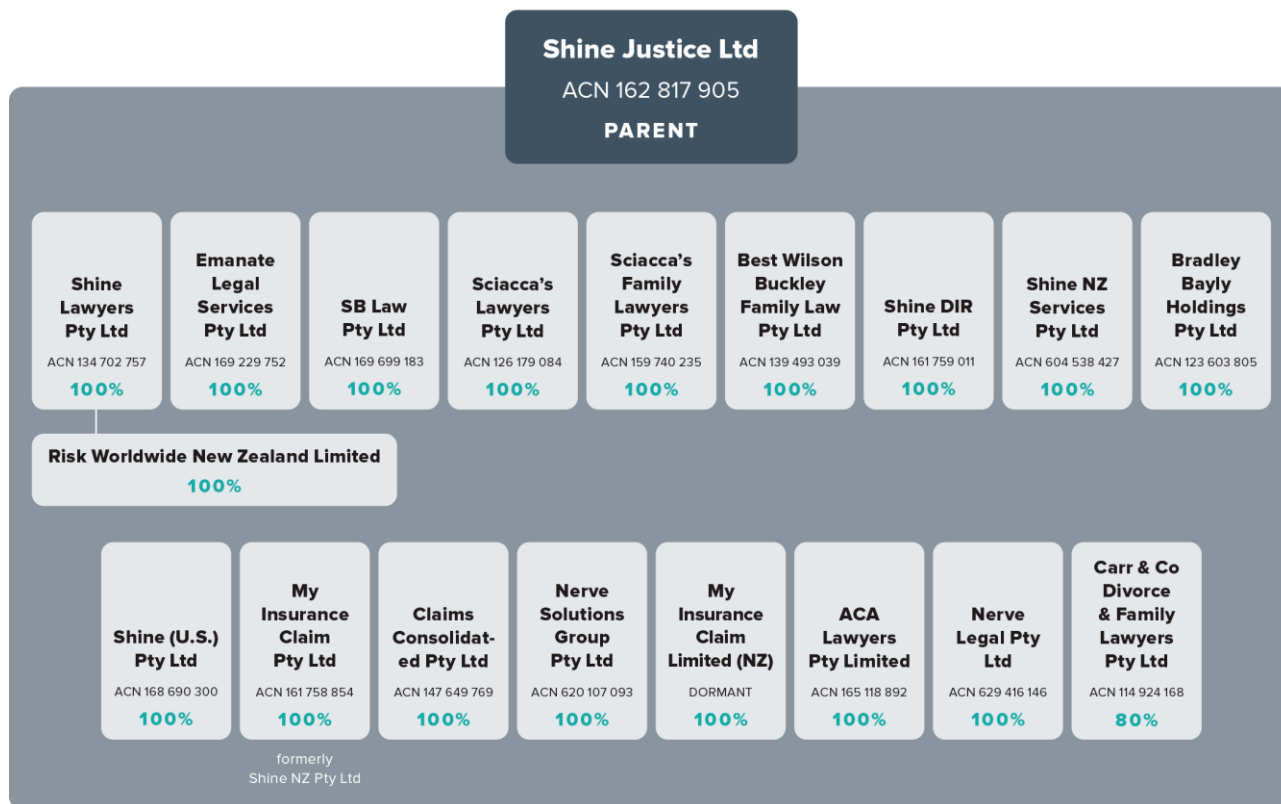 Shine Justice Ltd
ACN 162 817 905
PARENT
Shine
Lawyers
Pty Ltd
ACN 134 702 757
100%
Emanate
Legal
Services
Pty Ltd
ACN 169 229 752
100%
SB Law
Pty Ltd
ACN 169 699 183
100%
Sciacca's
Lawyers
Pty Ltd
ACN 126 179 084
100%
Sciacca's
Family
Lawyers
Pty Ltd
ACN 159 740 235
100%
Best Wilson
Buckley
Family Law
Pty Ltd
ACN 139 493 039
100%
Shine DIR
Pty Ltd
ACN 161 759 011
100%
Shine NZ
Services
Pty Ltd
ACN 604 538 427
100%
Bradley
Bayly
Holdings
Pty Ltd
ACN 123 603 805
100%
Risk Worldwide New Zealand Limited
100%
Shine (U.S.)
Pty Ltd
ACN 168 690 300
100%
My
Insurance
Claim
Pty Ltd
ACN 161 758 854
100%
formerly
Shine NZ Pty Ltd
Claims
Consolidat-
ed Pty Ltd
ACN 147 649 769
100%
Nerve
Solutions
Group
Pty Ltd
ACN 620 107 093
100%
My
Insurance
Claim
Limited (NZ)
DORMANT
100%
ACA
Lawyers
Pty Limited
ACN 165 118 892
100%
Nerve
Legal Pty
Ltd
ACN 629 416 146
100%
Carr & Co
Divorce
& Family
Lawyers
Pty Ltd
ACN 114 924 168
80%